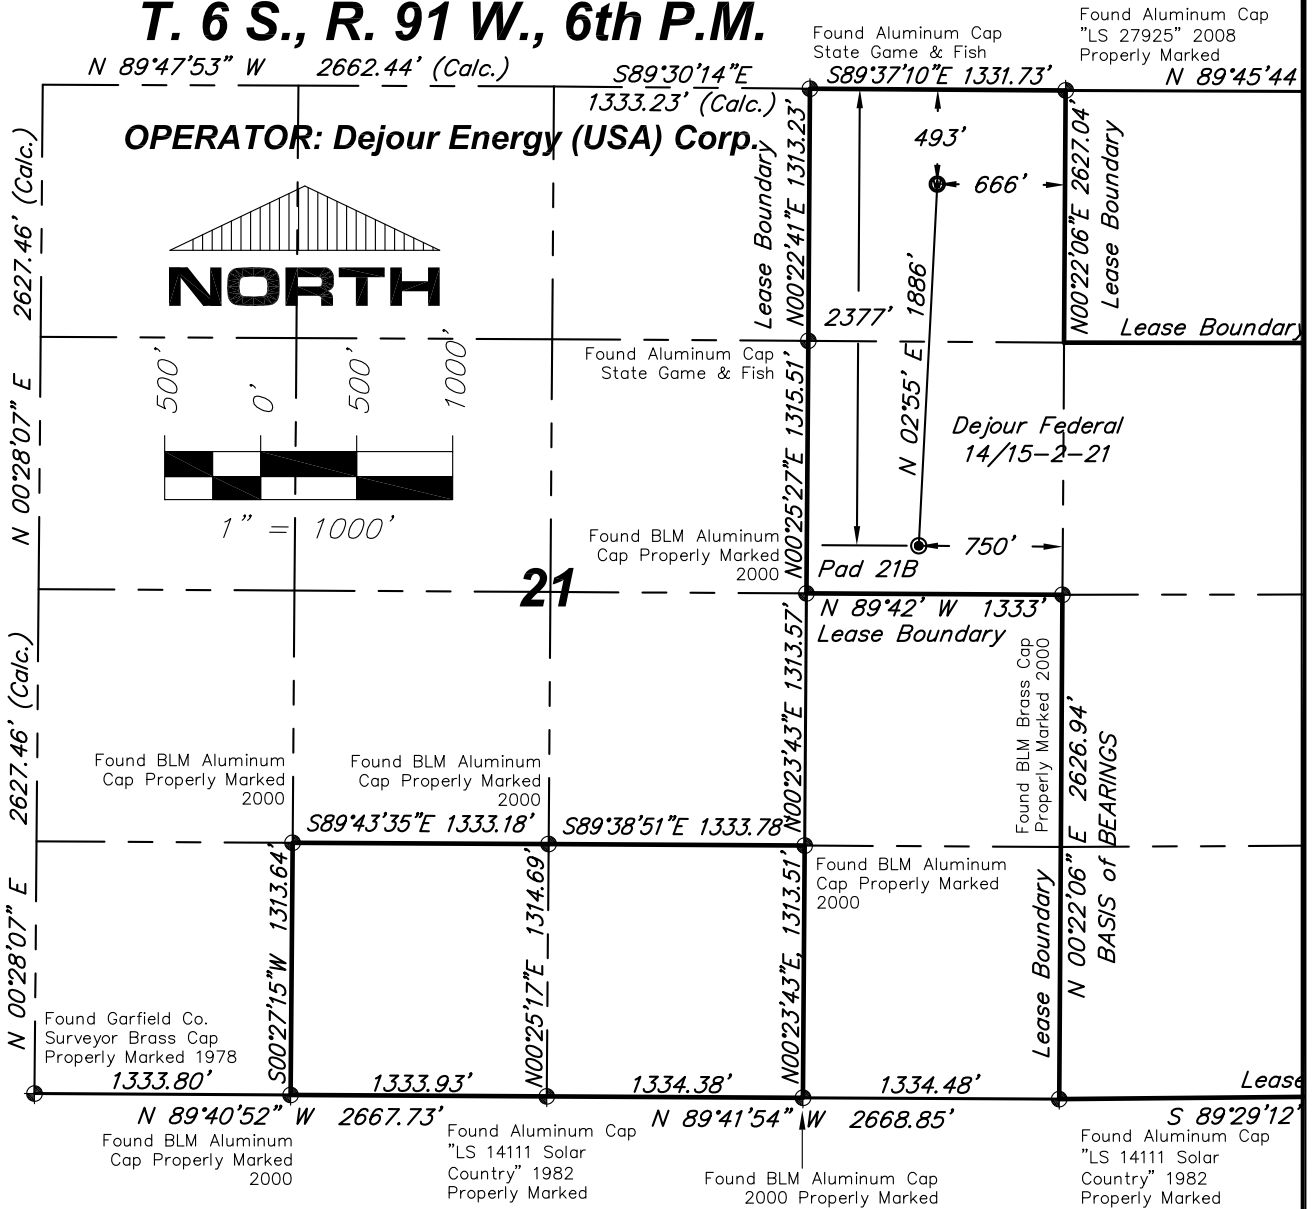 T. 6 S., R. 91 W., 6th P.M.
Found Aluminum Cap
"LS 27925" 2008
Properly Marked
Found Aluminum Cap
State Game & Fish
N 89°47'53" W 2662.44' (Calc.)
S89°30'14"E
1333.23' (Calc.)
S89°37'10"E 1331.73'
N 89°45'44
OPERATOR: Dejour Energy (USA) Corp.
NORTH
500'
0'
500'
1000'
1" = 1000'
N 00°28'07" E 2627.46' (Calc.)
Lease Boundary
N00°22'41"E 1313.23'
493'
666'
2377'
N 02°55' E 1886'
N00°22'06"E 2627.04'
Lease Boundary
Lease Boundary
Found Aluminum Cap
State Game & Fish
N00°25'27"E 1315.51'
Dejour Federal
14/15-2-21
Found BLM Aluminum
Cap Properly Marked
2000
750'
Pad 21B
21
N 89°42' W 1333'
Lease Boundary
N 00°28'07" E 2627.46' (Calc.)
N00°23'43"E 1313.57'
Found BLM Brass Cap
Properly Marked 2000
N 00°22'06" E 2626.94'
BASIS of BEARINGS
Found BLM Aluminum
Cap Properly Marked
2000
Found BLM Aluminum
Cap Properly Marked
2000
S89°43'35"E 1333.18'
S89°38'51"E 1333.78'
Found BLM Aluminum
Cap Properly Marked
2000
S00°27'15"W 1313.64'
N00°25'17"E 1314.69'
N00°23'43"E, 1313.51'
Lease Boundary
Found Garfield Co.
Surveyor Brass Cap
Properly Marked 1978
1333.80'
1333.93'
1334.38'
1334.48'
Lease
N 89°40'52" W 2667.73'
N 89°41'54" W 2668.85'
S 89°29'12'
Found BLM Aluminum
Cap Properly Marked
2000
Found Aluminum Cap
"LS 14111 Solar
Country" 1982
Properly Marked
Found BLM Aluminum Cap
2000 Properly Marked
Found Aluminum Cap
"LS 14111 Solar
Country" 1982
Properly Marked